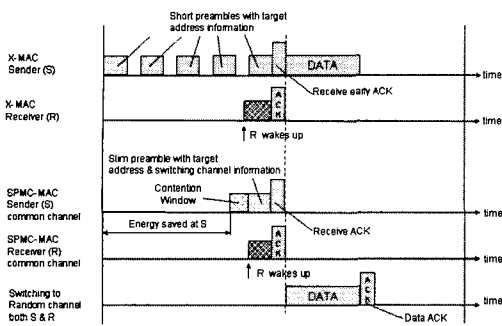 Short preambles with target
address information
X-MAC
Sender (S)
DATA
time
Receive early ACK
X-MAC
Receiver (R)
A
C
K
time
R wakes up
Slim preamble with target
address & switching channel information
Contention
Window
SPMC-MAC
Sender (S)
common channel
time
Energy saved at S
Receive ACK
SPMC-MAC
Receiver (R)
common channel
A
C
K
time
R wakes up
Switching to
Random channel
both S & R
DATA
A
C
K
time
Data ACK